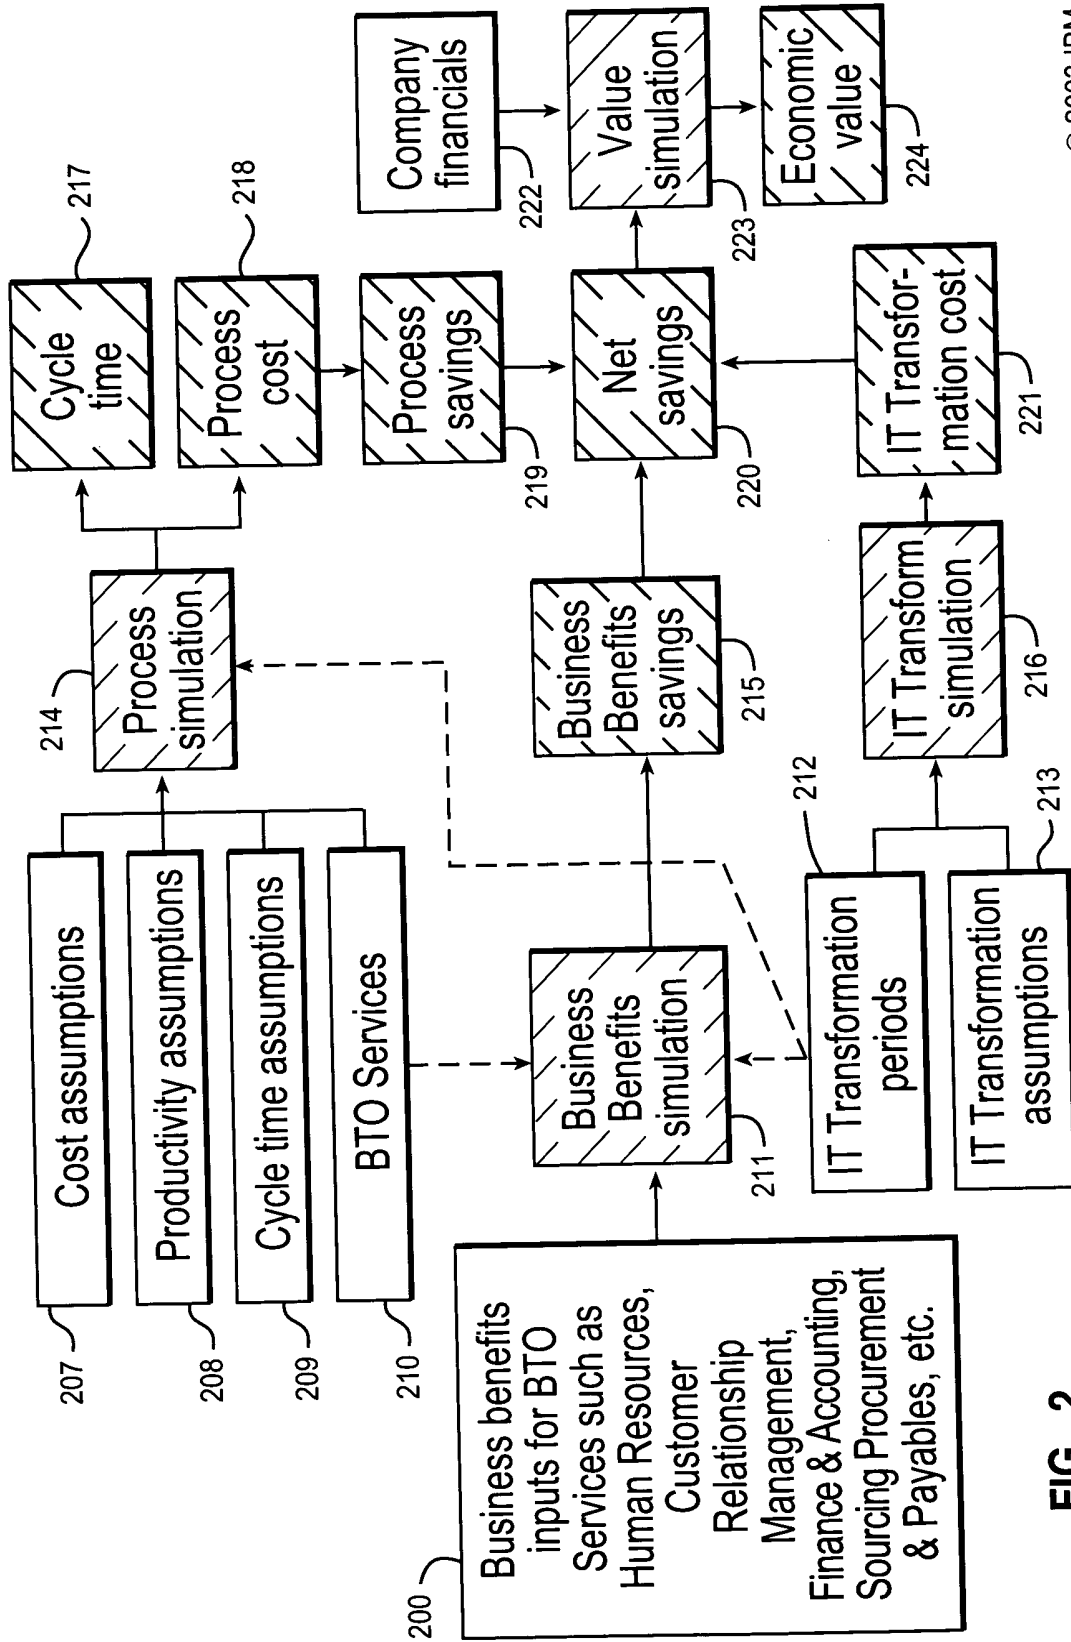 207
Cost assumptions
208
Productivity assumptions
209
Cycle time assumptions
210
BTO Services
214
Process
simulation
Cycle
time
217
Process
cost
218
Process
savings
219
200
Business benefits
inputs for BTO
Services such as
Human Resources,
Customer
Relationship
Management,
Finance & Accounting,
Sourcing Procurement
& Payables, etc.
Business
Benefits
simulation
211
Business
Benefits
savings
215
Net
savings
220
Company
financials
222
Value
simulation
223
Economic
value
224
212
IT Transformation
periods
213
IT Transformation
assumptions
IT Transform
simulation
216
IT Transfor-
mation cost
221
FIG. 2